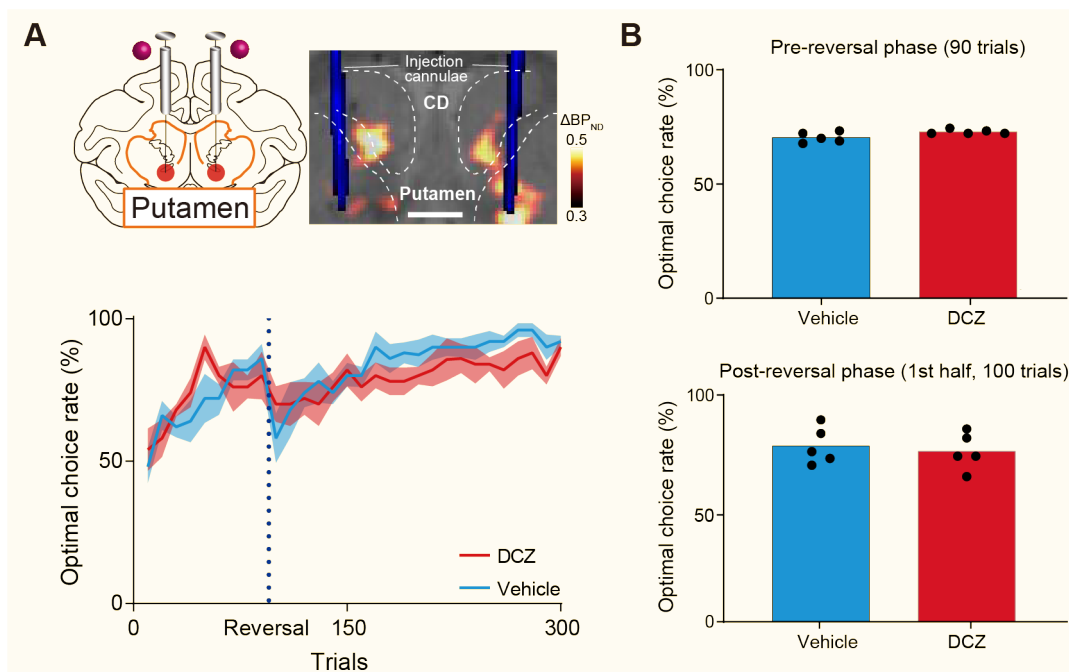 A
Putamen
Injection
cannulae
CD
Putamen
ΔBP_ND
0.5
0.3
Optimal choice rate (%)
100
50
0
DCZ
Vehicle
0
Reversal
150
300
Trials
B
Pre-reversal phase (90 trials)
Optimal choice rate (%)
100
50
0
Vehicle
DCZ
Post-reversal phase (1st half, 100 trials)
Optimal choice rate (%)
100
50
0
Vehicle
DCZ